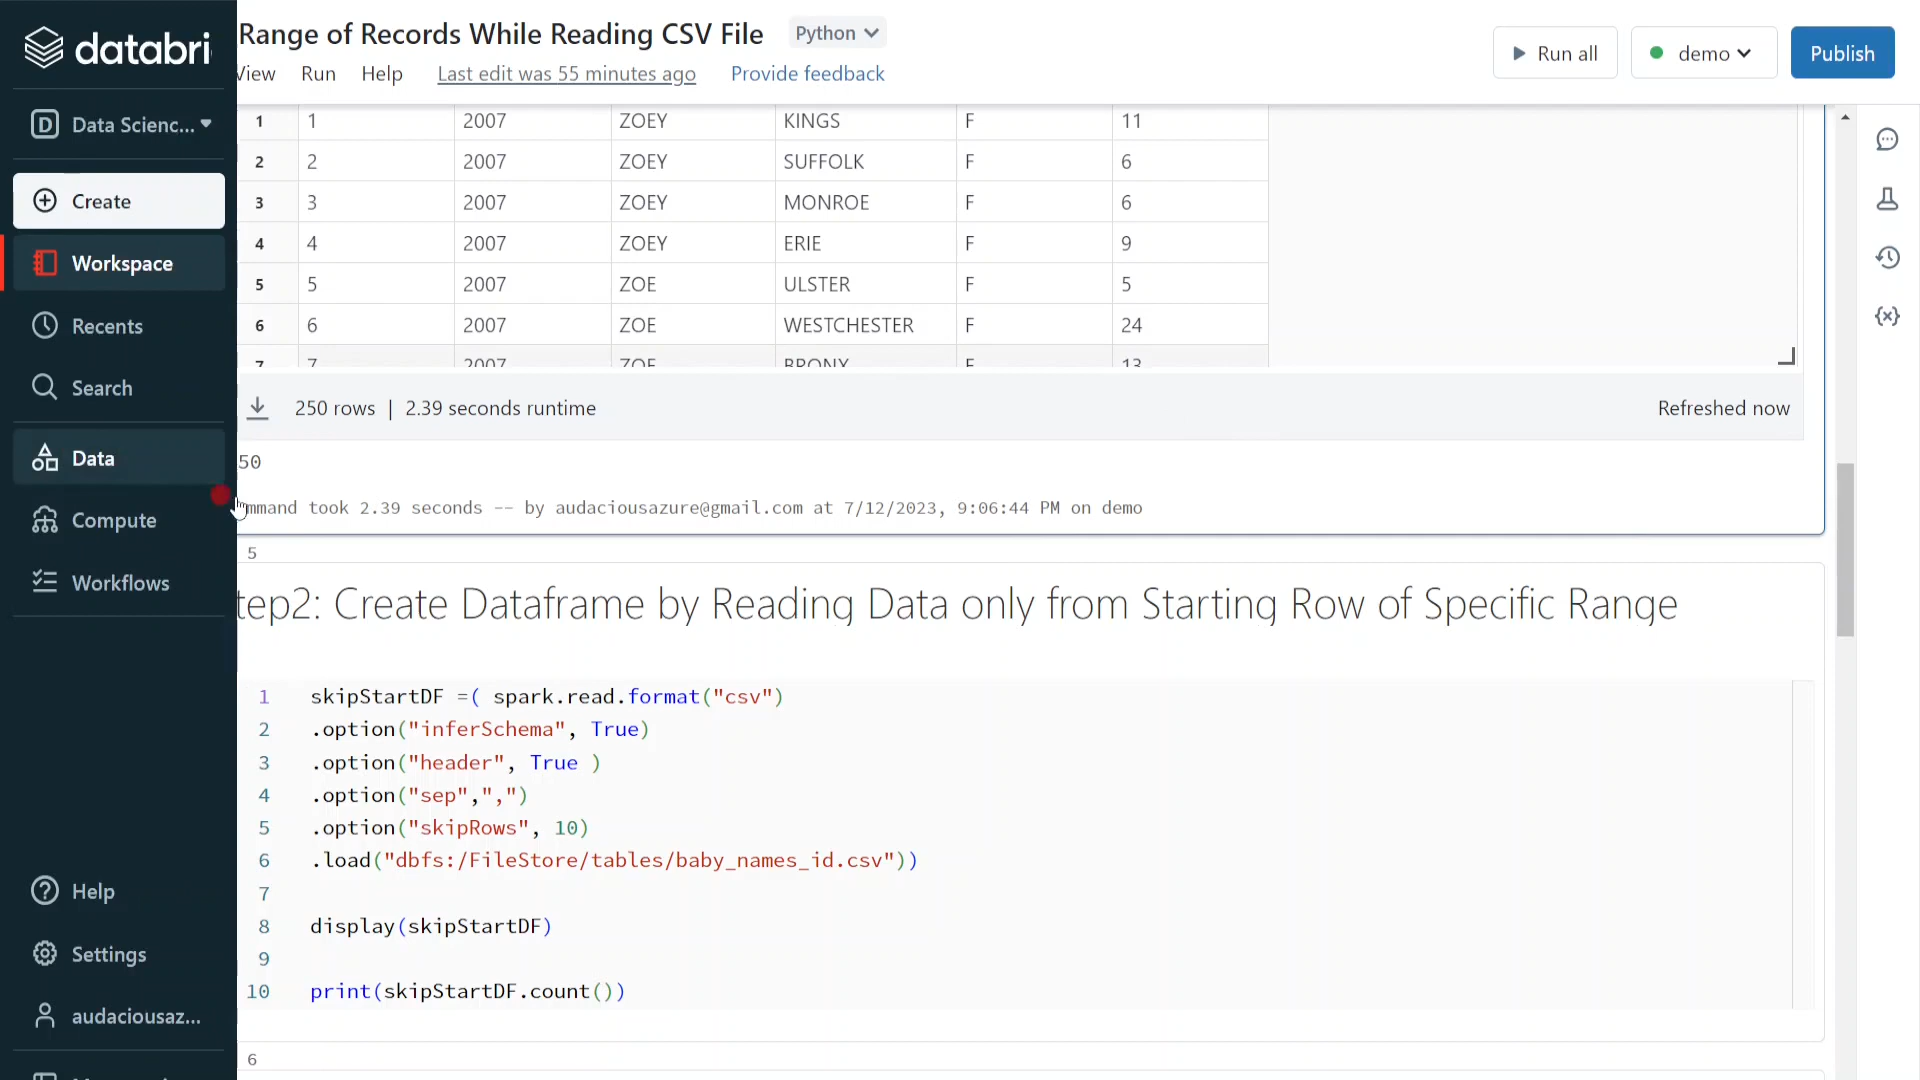 databri
Data Scienc...
Create
Workspace
Recents
Search
Data
Compute
Workflows
Help
Settings
audaciousaz...
Range of Records While Reading CSV File
Python
View Run Help Last edit was 55 minutes ago Provide feedback
Run all
demo
Publish
1 1 2007 ZOEY KINGS F 11
2 2 2007 ZOEY SUFFOLK F 6
3 3 2007 ZOEY MONROE F 6
4 4 2007 ZOEY ERIE F 9
5 5 2007 ZOE ULSTER F 5
6 6 2007 ZOE WESTCHESTER F 24
7 7 2007 ZOE BRONX F 13
250 rows | 2.39 seconds runtime
Refreshed now
50
mmand took 2.39 seconds -- by audaciousazure@gmail.com at 7/12/2023, 9:06:44 PM on demo
5
tep2: Create Dataframe by Reading Data only from Starting Row of Specific Range
1 skipStartDF =( spark.read.format("csv")
2 .option("inferSchema", True)
3 .option("header", True )
4 .option("sep",",")
5 .option("skipRows", 10)
6 .load("dbfs:/FileStore/tables/baby_names_id.csv"))
7
8 display(skipStartDF)
9
10 print(skipStartDF.count())
6